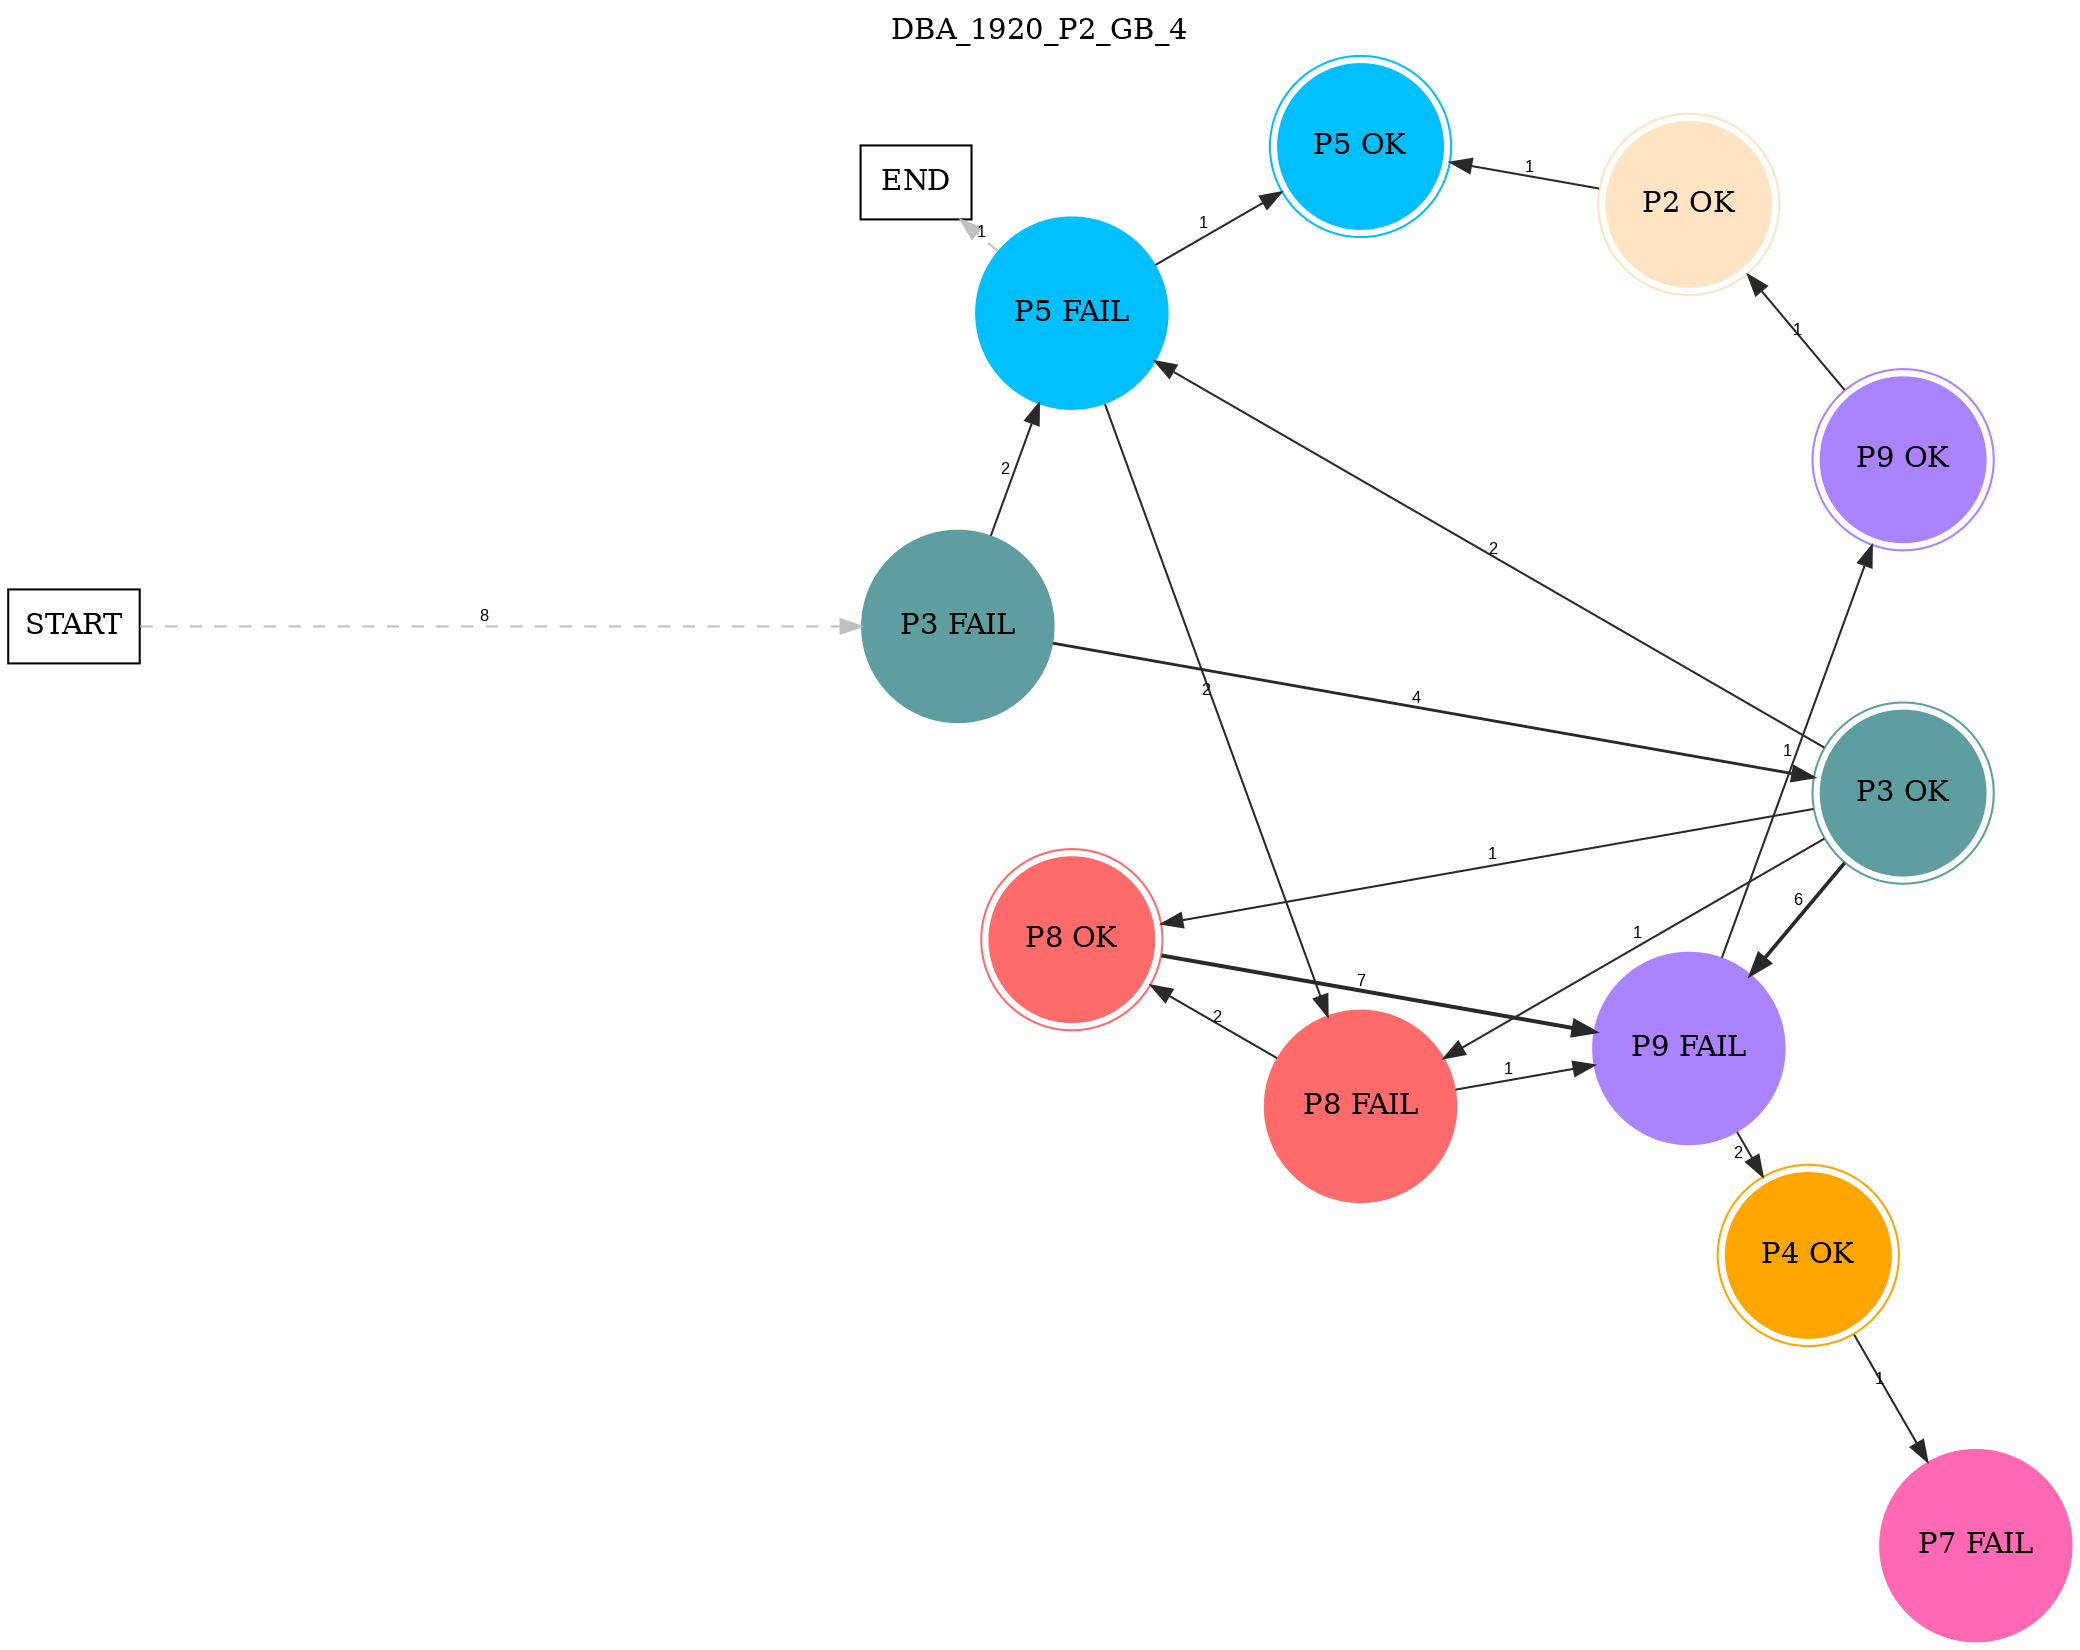 DBA_1920_P2_GB_4
P5 OK
END
P2 OK
1
1
1
P5 FAIL
1
P9 OK
2
2
START
8
P3 FAIL
2
4
1
P3 OK
1
6
1
P8 OK
7
2
1
P9 FAIL
P8 FAIL
2
P4 OK
1
P7 FAIL